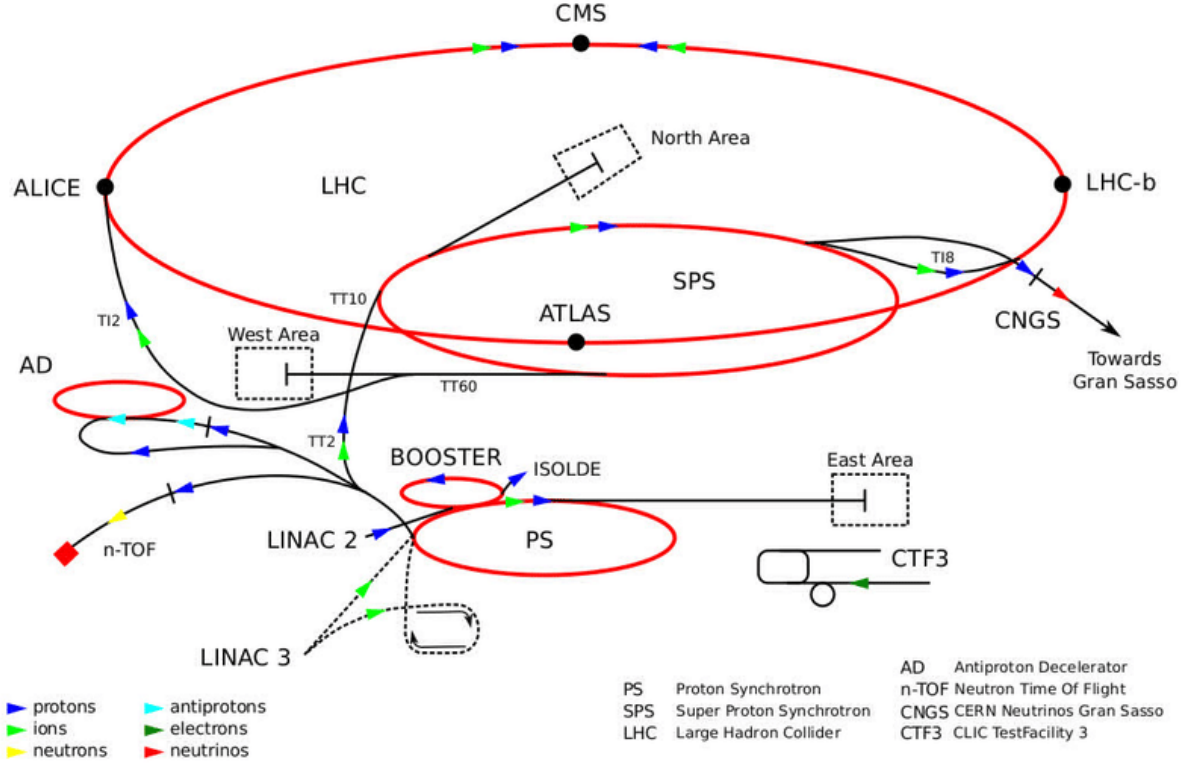 CMS
North Area
ALICE
LHC
LHC-b
TI8
SPS
TT10
ATLAS
CNGS
TI2
West Area
Towards
Gran Sasso
AD
TT60
TT2
BOOSTER
ISOLDE
East Area
LINAC 2
PS
n-TOF
CTF3
LINAC 3
protons
ions
neutrons
antiprotons
electrons
neutrinos
PS Proton Synchrotron
SPS Super Proton Synchrotron
LHC Large Hadron Collider
AD Antiproton Decelerator
n-TOF Neutron Time Of Flight
CNGS CERN Neutrinos Gran Sasso
CTF3 CLIC TestFacility 3